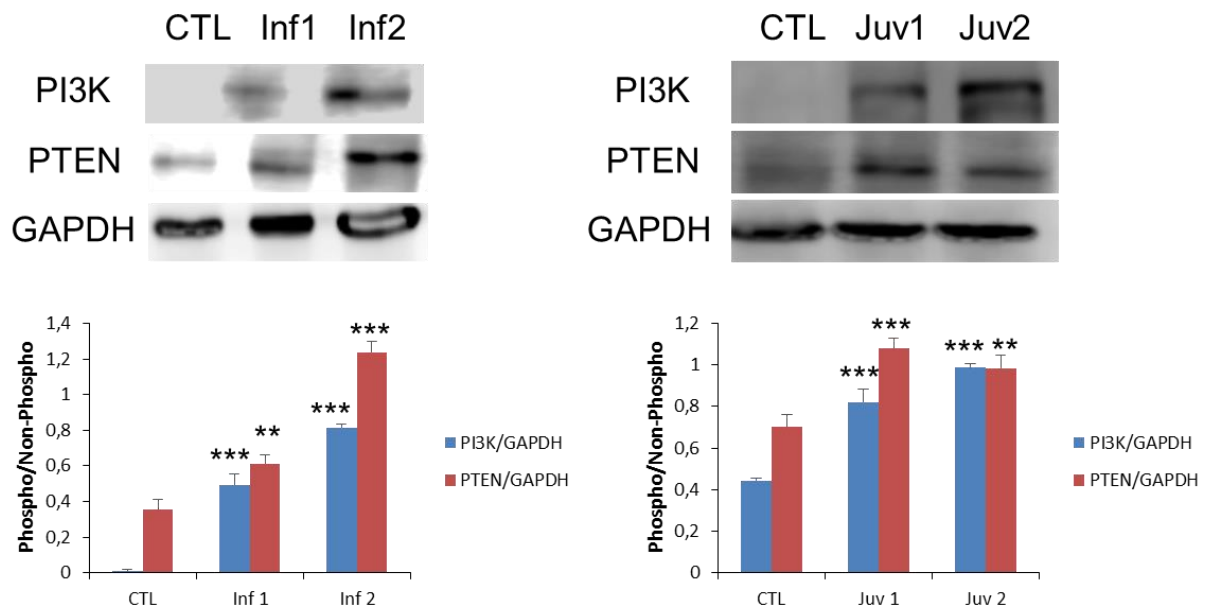 CTL Inf1 Inf2
PI3K
PTEN
GAPDH
1,4
1,2
1
0,8
0,6
0,4
0,2
0
Phospho/Non-Phospho
***
**
***
***
CTL
Inf 1
Inf 2
PI3K/GAPDH
PTEN/GAPDH
CTL Juv1 Juv2
PI3K
PTEN
GAPDH
1,2
1
0,8
0,6
0,4
0,2
0
Phospho/Non-Phospho
***
***
***
**
CTL
Juv 1
Juv 2
PI3K/GAPDH
PTEN/GAPDH